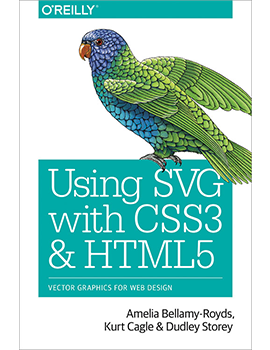 O'REILLY®
Using SVG
with CSS3
& HTML5
VECTOR GRAPHICS FOR WEB DESIGN
Amelia Bellamy-Royds,
Kurt Cagle & Dudley Storey